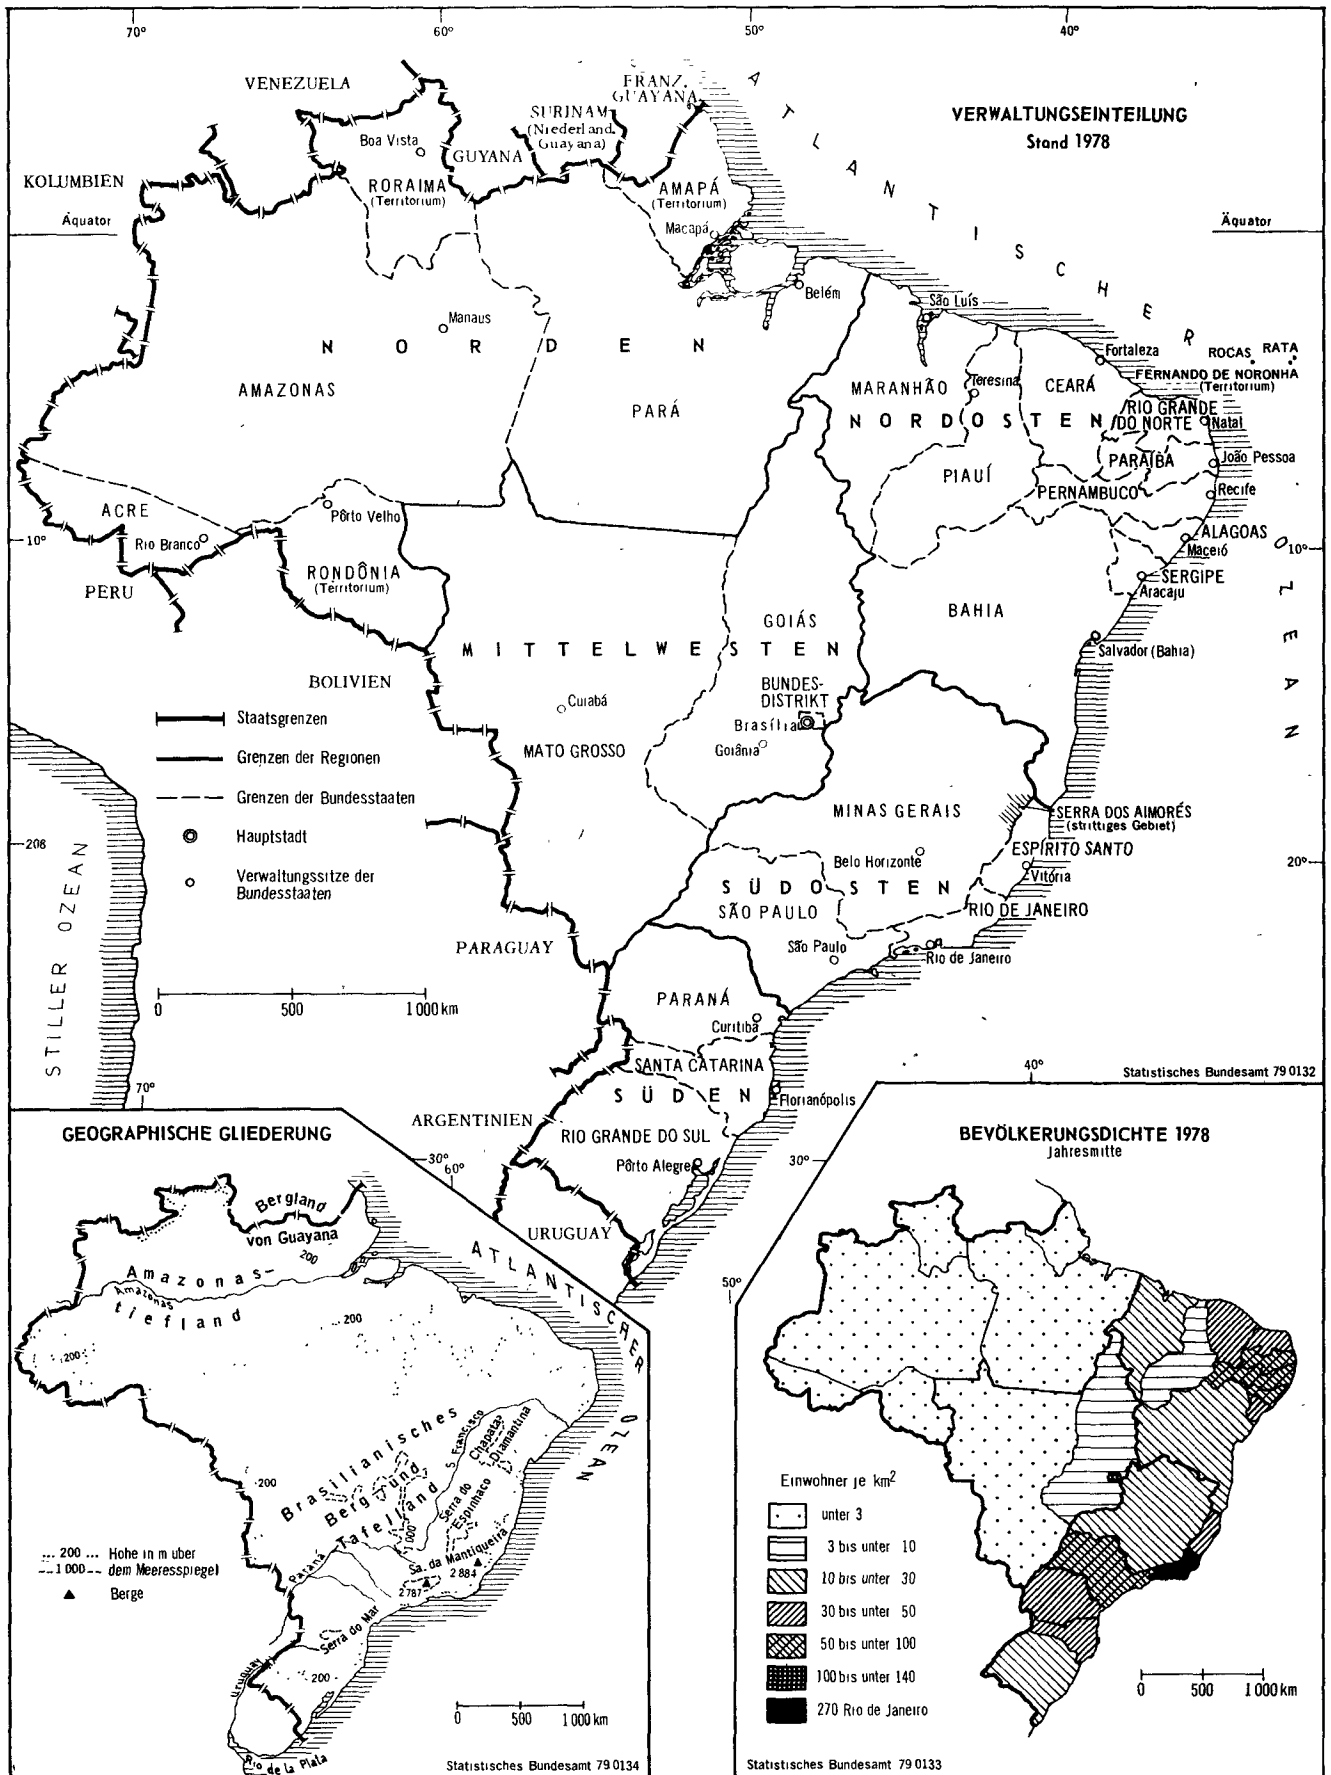 70°
60°
50°
40°
VERWALTUNGSEINTEILUNG
Stand 1978
VENEZUELA
FRANZ.
GUAYANA
SURINAM
(Niederländ.
Guayana)
GUYANA
KOLUMBIEN
Boa Vista
RORAIMA
(Territorium)
AMAPÁ
(Territorium)
Macapá
Äquator
Äquator
ATLANTISCHER
OZEAN
Belém
São Luís
Manaus
NORDEN
AMAZONAS
PARÁ
MARANHÃO
Teresina
CEARÁ
Fortaleza
ROCAS
RATA
FERNANDO DE NORONHA
(Territorium)
NORDOSTEN
RIO GRANDE
DO NORTE
Natal
PARAÍBA
João Pessoa
PIAUÍ
PERNAMBUCO
Recife
ACRE
Rio Branco
Pôrto Velho
10°
10°
ALAGOAS
Maceió
SERGIPE
Aracaju
PERU
RONDÔNIA
(Territorium)
GOIÁS
BAHIA
MITTELWESTEN
Salvador (Bahia)
BOLIVIEN
Cuiabá
BUNDES-
DISTRIKT
Brasília
Goiânia
MATO GROSSO
Staatsgrenzen
Grenzen der Regionen
Grenzen der Bundesstaaten
Hauptstadt
Verwaltungssitze der
Bundesstaaten
MINAS GERAIS
SERRA DOS AIMORÉS
(strittiges Gebiet)
Belo Horizonte
ESPÍRITO SANTO
Vitória
208
20°
STILLER OZEAN
SÜDOSTEN
SÃO PAULO
RIO DE JANEIRO
São Paulo
Rio de Janeiro
PARAGUAY
0 500 1000 km
PARANÁ
Curitiba
SANTA CATARINA
SÜDEN
Florianópolis
ARGENTINIEN
RIO GRANDE DO SUL
Pôrto Alegre
URUGUAY
70°
30°
60°
40°
30°
50°
ATLANTISCHER
OZEAN
Statistisches Bundesamt 79 0132
GEOGRAPHISCHE GLIEDERUNG
Bergland
von Guayana
200
Amazonas-
Amazonas
tiefland
200
200
Brasilianisches
Berg- und
Tafelland
S. Francisco
Chapada
Diamantina
Serra do
Espinhaço
200
1000
Sa. da Mantiqueira
2 884
2 787
Paraná
Serra do Mar
200
Uruguay
Rio de la Plata
... 200 ... Höhe in m über
--- 1 000 -- dem Meeresspiegel
Berge
0 500 1000 km
Statistisches Bundesamt 79 0134
BEVÖLKERUNGSDICHTE 1978
Jahresmitte
Einwohner je km²
unter 3
3 bis unter 10
10 bis unter 30
30 bis unter 50
50 bis unter 100
100 bis unter 140
270 Rio de Janeiro
0 500 1000 km
Statistisches Bundesamt 79 0133